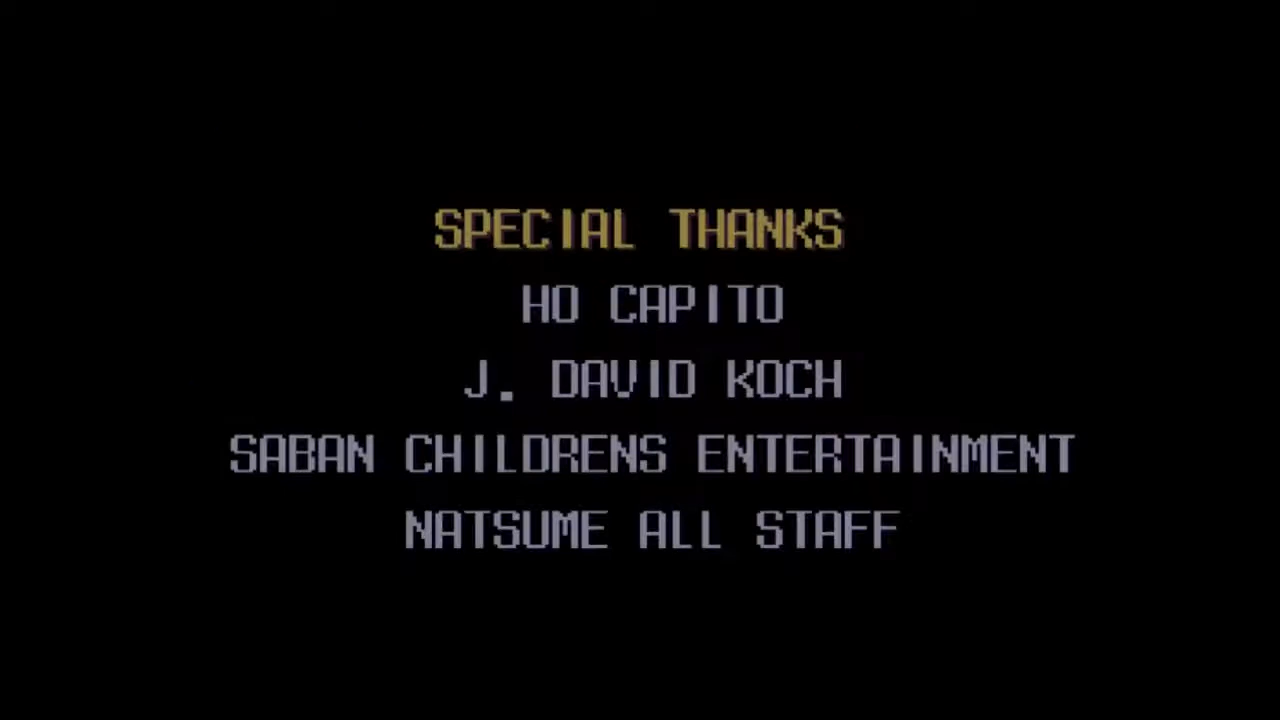 SPECIAL THANKS
HO CAPITO
J. DAVID KOCH
SABAN CHILDRENS ENTERTAINMENT
NATSUME ALL STAFF